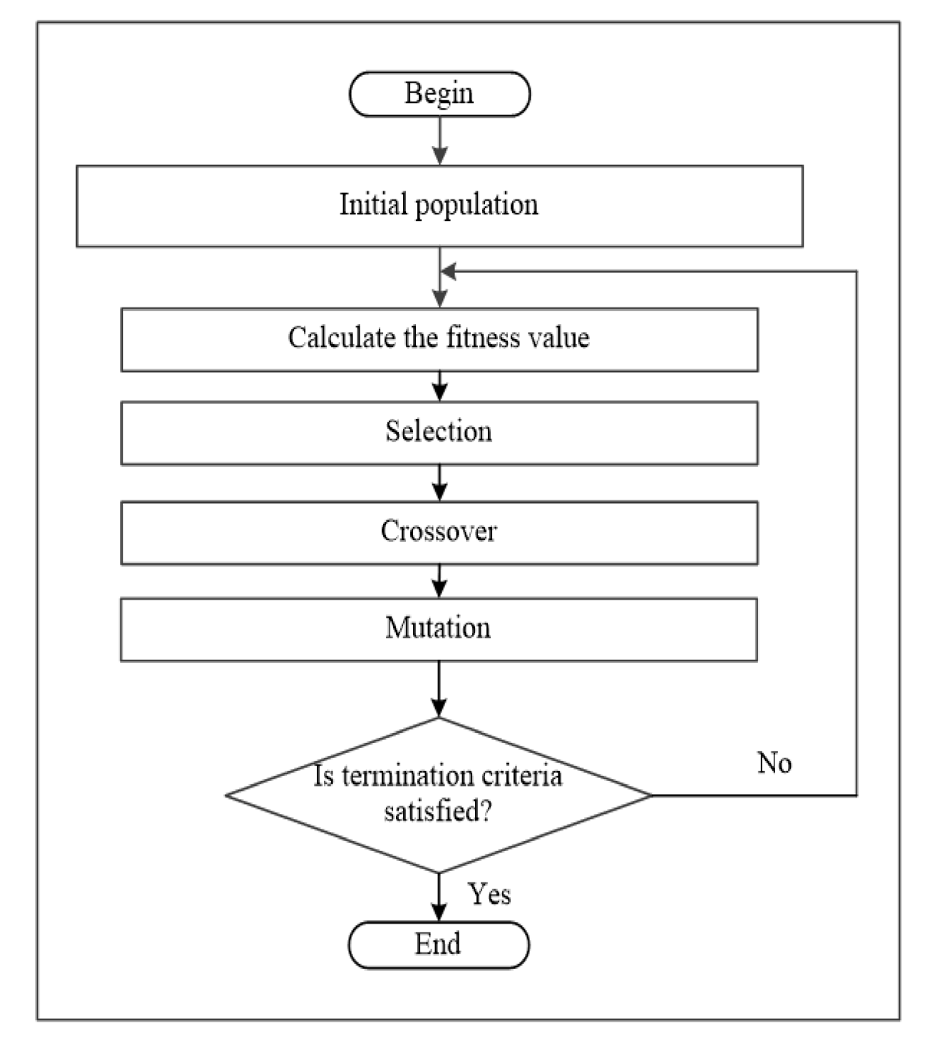 Begin
Initial population
Calculate the fitness value
Selection
Crossover
Mutation
Is termination criteria
satisfied?
No
Yes
End